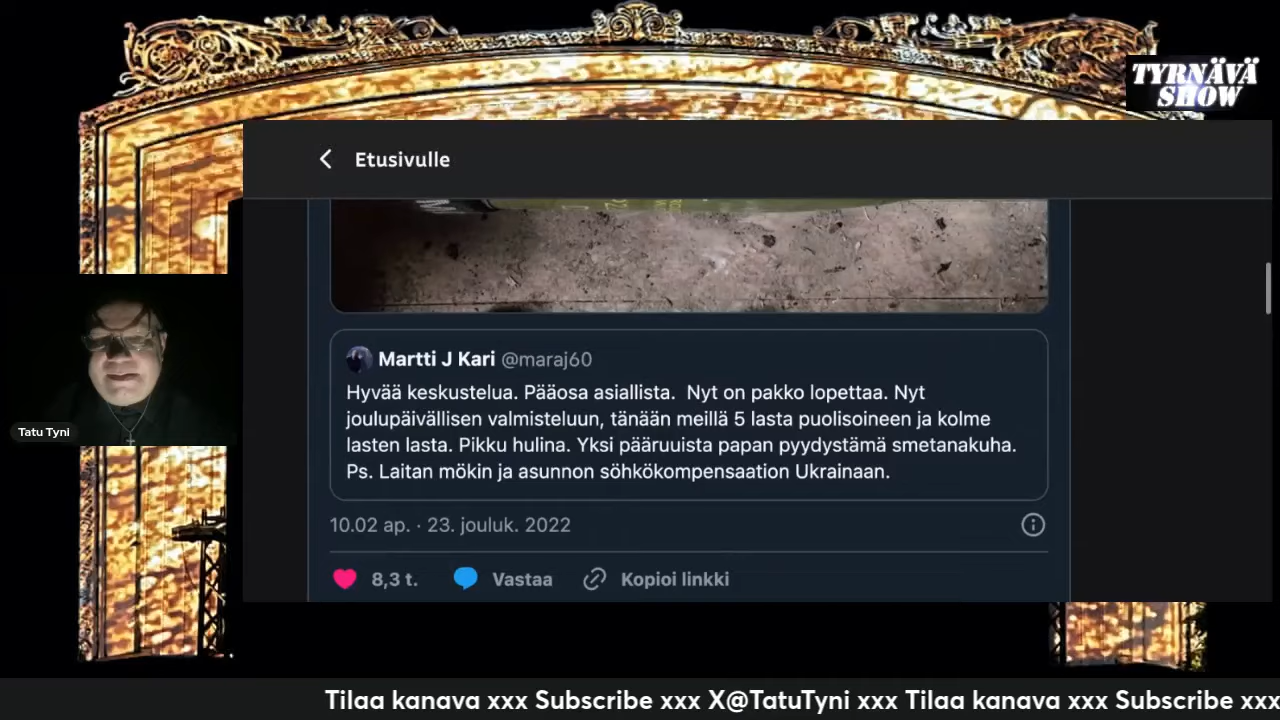 TYRNÄVÄ
SHOW
Etusivulle
Martti J Kari @maraj60
Hyvää keskustelua. Pääosa asiallista. Nyt on pakko lopettaa. Nyt
joulupäivällisen valmisteluun, tänään meillä 5 lasta puolisoineen ja kolme
lasten lasta. Pikku hulina. Yksi pääruuista papan pyydystämä smetanakuha.
Ps. Laitan mökin ja asunnon söhkökompensaation Ukrainaan.
Tatu Tyni
10.02 ap. · 23. jouluk. 2022
8,3 t. Vastaa Kopioi linkki
Tilaa kanava xxx Subscribe xxx X@TatuTyni xxx Tilaa kanava xxx Subscribe xxx